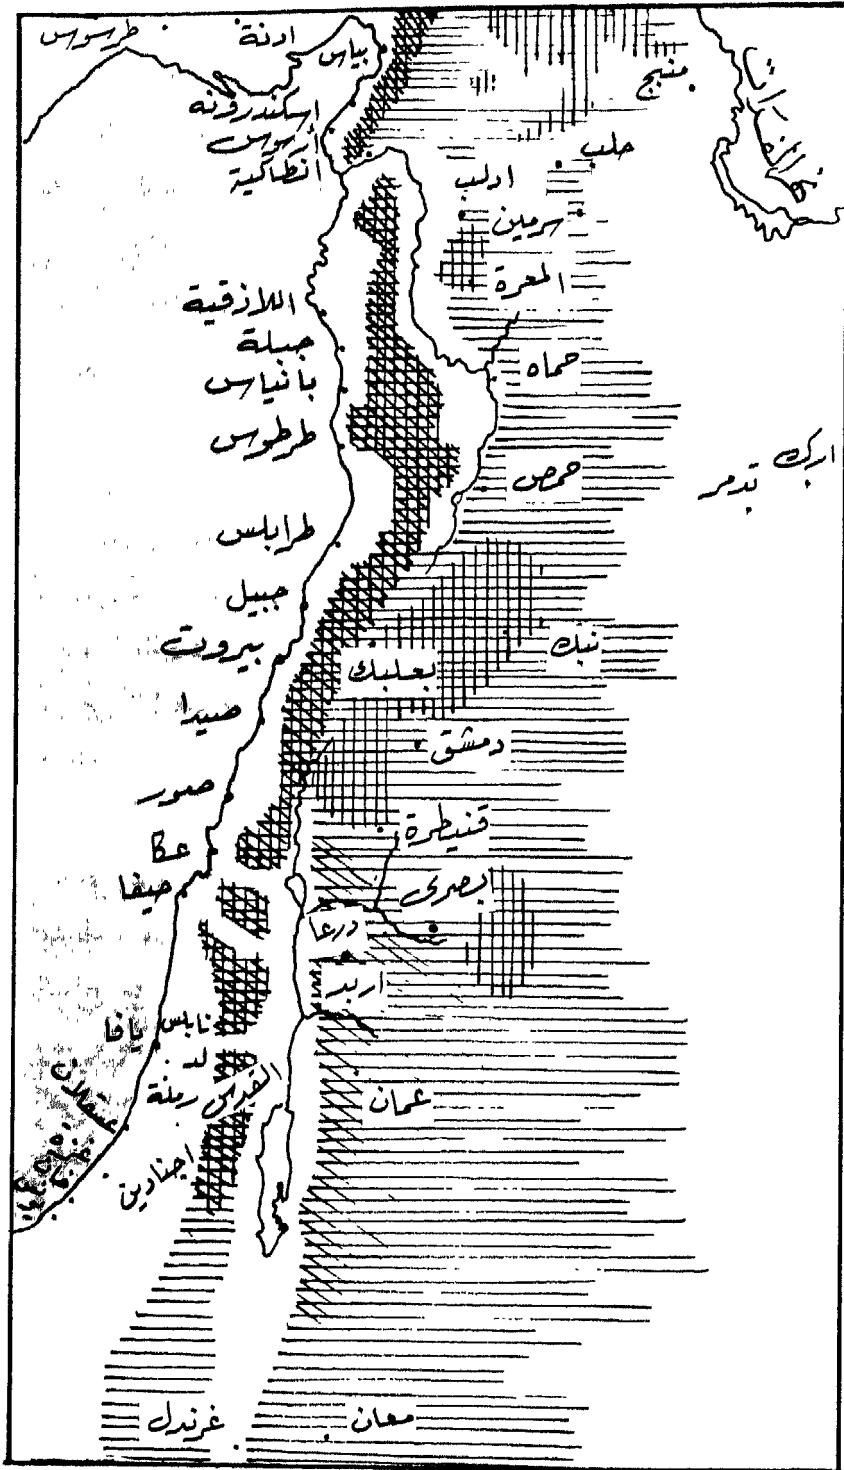 طرسوس
ادنة
بياس
منبج
اسكندرونه
أرسوس
انطاكية
حلب
ادلب
سرمين
المعرة
اللاذقية
جبلة
بانياس
حماه
طرطوس
حمص
ارك
تدمر
طرابلس
جبيل
بيروت
نبك
بعلبك
صيدا
دمشق
صور
قنيطرة
عكا
حيفا
بصرى
درعا
اربد
نابلس
يافا
لد
القدس
رملة
عمان
عسقلان
غزة
اجنادين
غرندل
معان